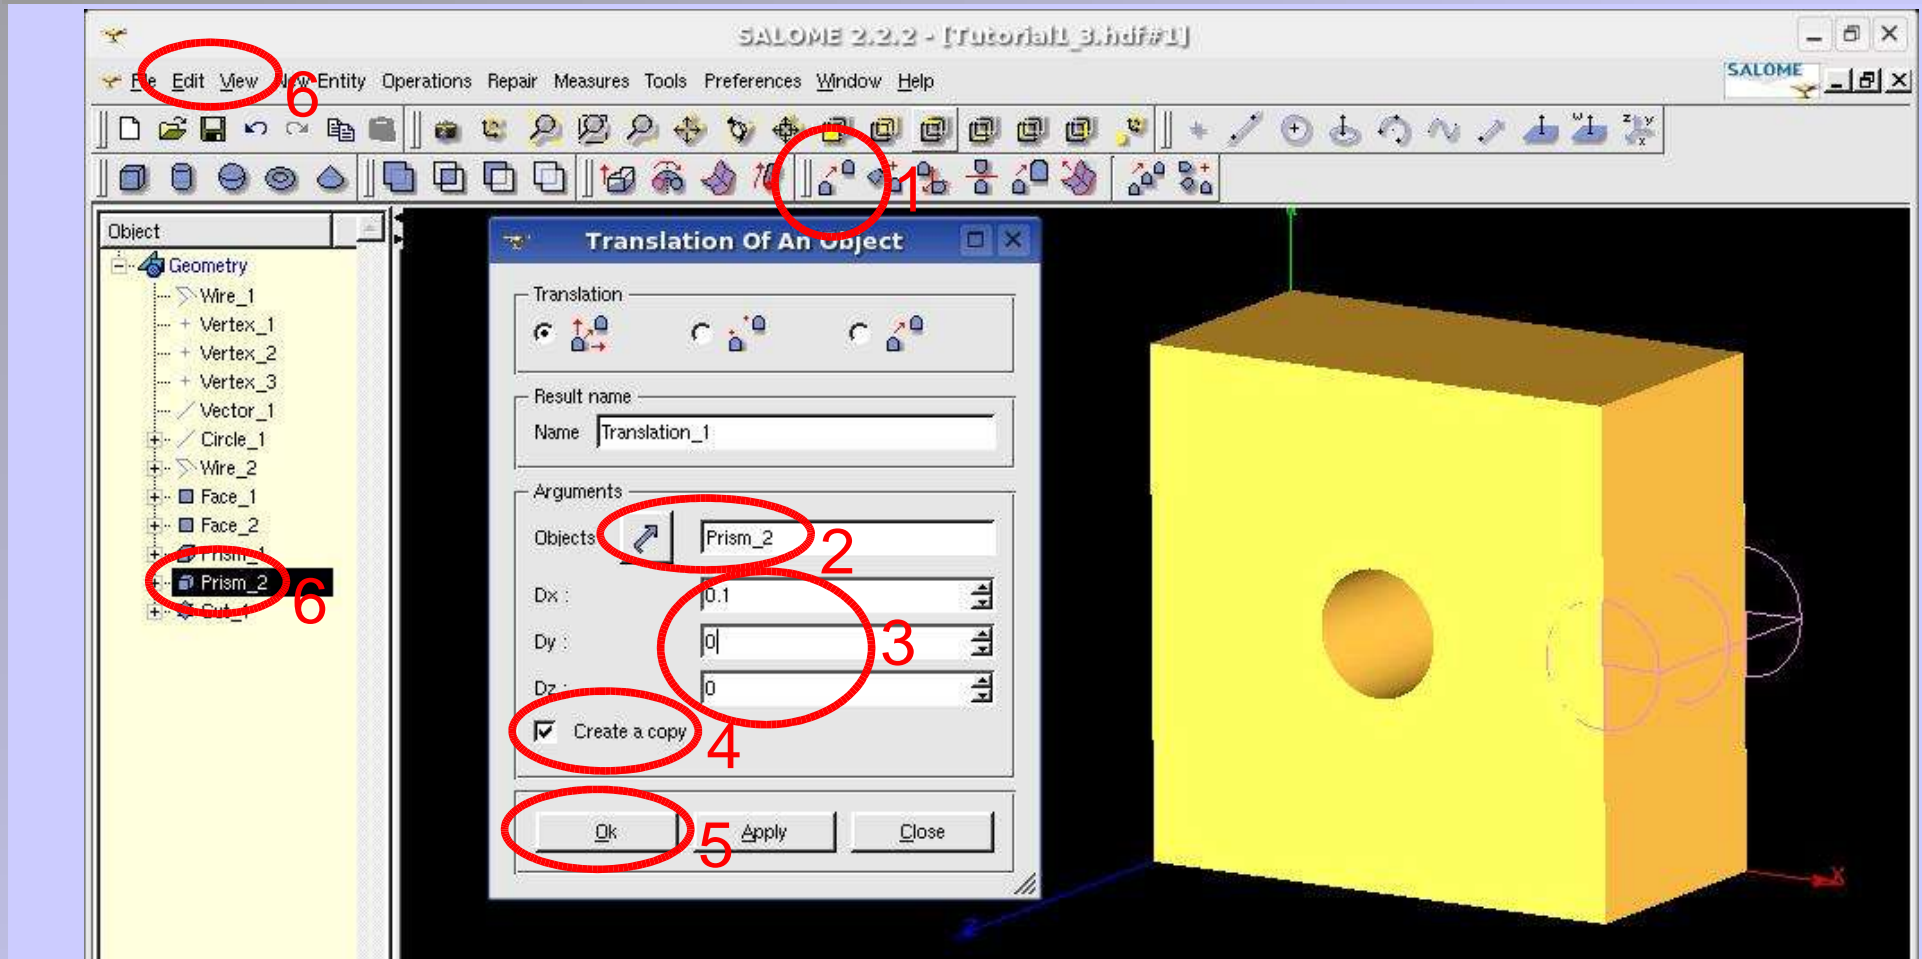 SALOME 2.2.2 - [Tutorial1_3.hdf#1]
File Edit View New Entity Operations Repair Measures Tools Preferences Window Help
SALOME
6
1
Object
Geometry
Wire_1
Vertex_1
Vertex_2
Vertex_3
Vector_1
Circle_1
Wire_2
Face_1
Face_2
Prism_1
Prism_2
6
Cut_1
Translation Of An Object
Translation
Result name
Name Translation_1
Arguments
Objects Prism_2
2
Dx : 0.1
Dy : 0
3
Dz : 0
Create a copy
4
Ok Apply Close
5
X
Z